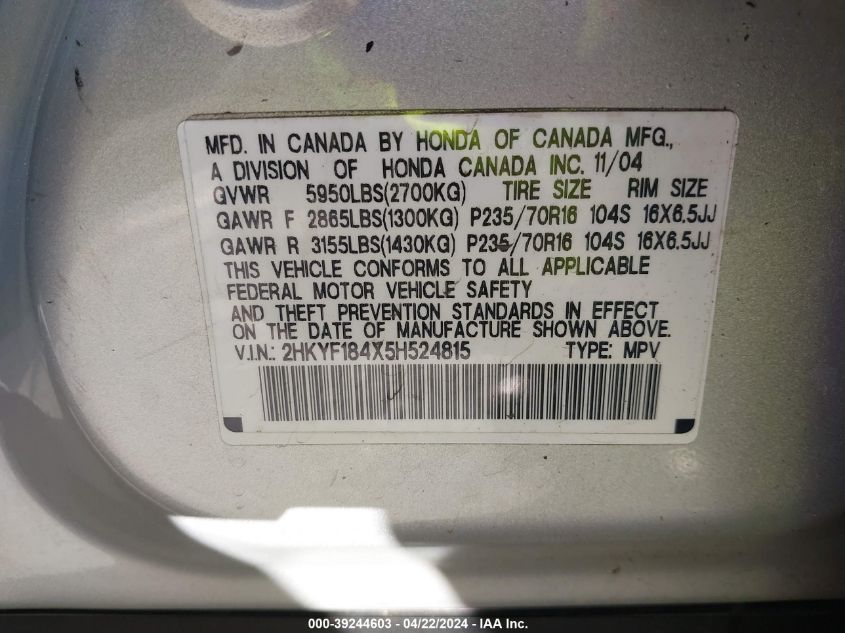 MFD. IN CANADA BY HONDA OF CANADA MFG.,
A DIVISION OF HONDA CANADA INC. 11/04
GVWR 5950LBS(2700KG) TIRE SIZE RIM SIZE
GAWR F 2865LBS(1300KG) P235/70R16 104S 16X6.5JJ
GAWR R 3155LBS(1430KG) P235/70R16 104S 16X6.5JJ
THIS VEHICLE CONFORMS TO ALL APPLICABLE
FEDERAL MOTOR VEHICLE SAFETY
AND THEFT PREVENTION STANDARDS IN EFFECT
ON THE DATE OF MANUFACTURE SHOWN ABOVE.
V.I.N.: 2HKYF184X5H524815 TYPE: MPV
000-39244603 - 04/22/2024 - IAA Inc.